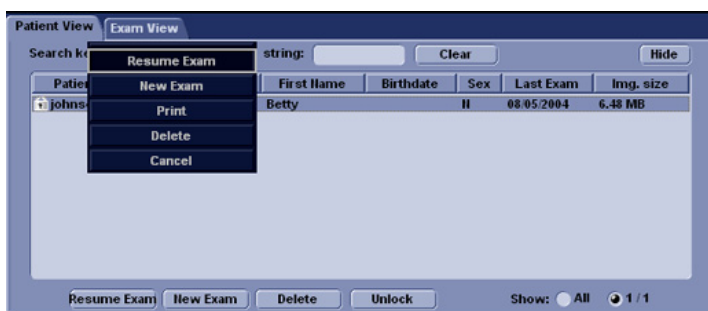 Patient View Exam View
Search ke string: Clear Hide
Resume Exam
Patie First Name Birthdate Sex Last Exam Img. size
New Exam
johns Betty N 08/05/2004 6.48 MB
Print
Delete
Cancel
Resume Exam New Exam Delete Unlock Show: All 1 / 1